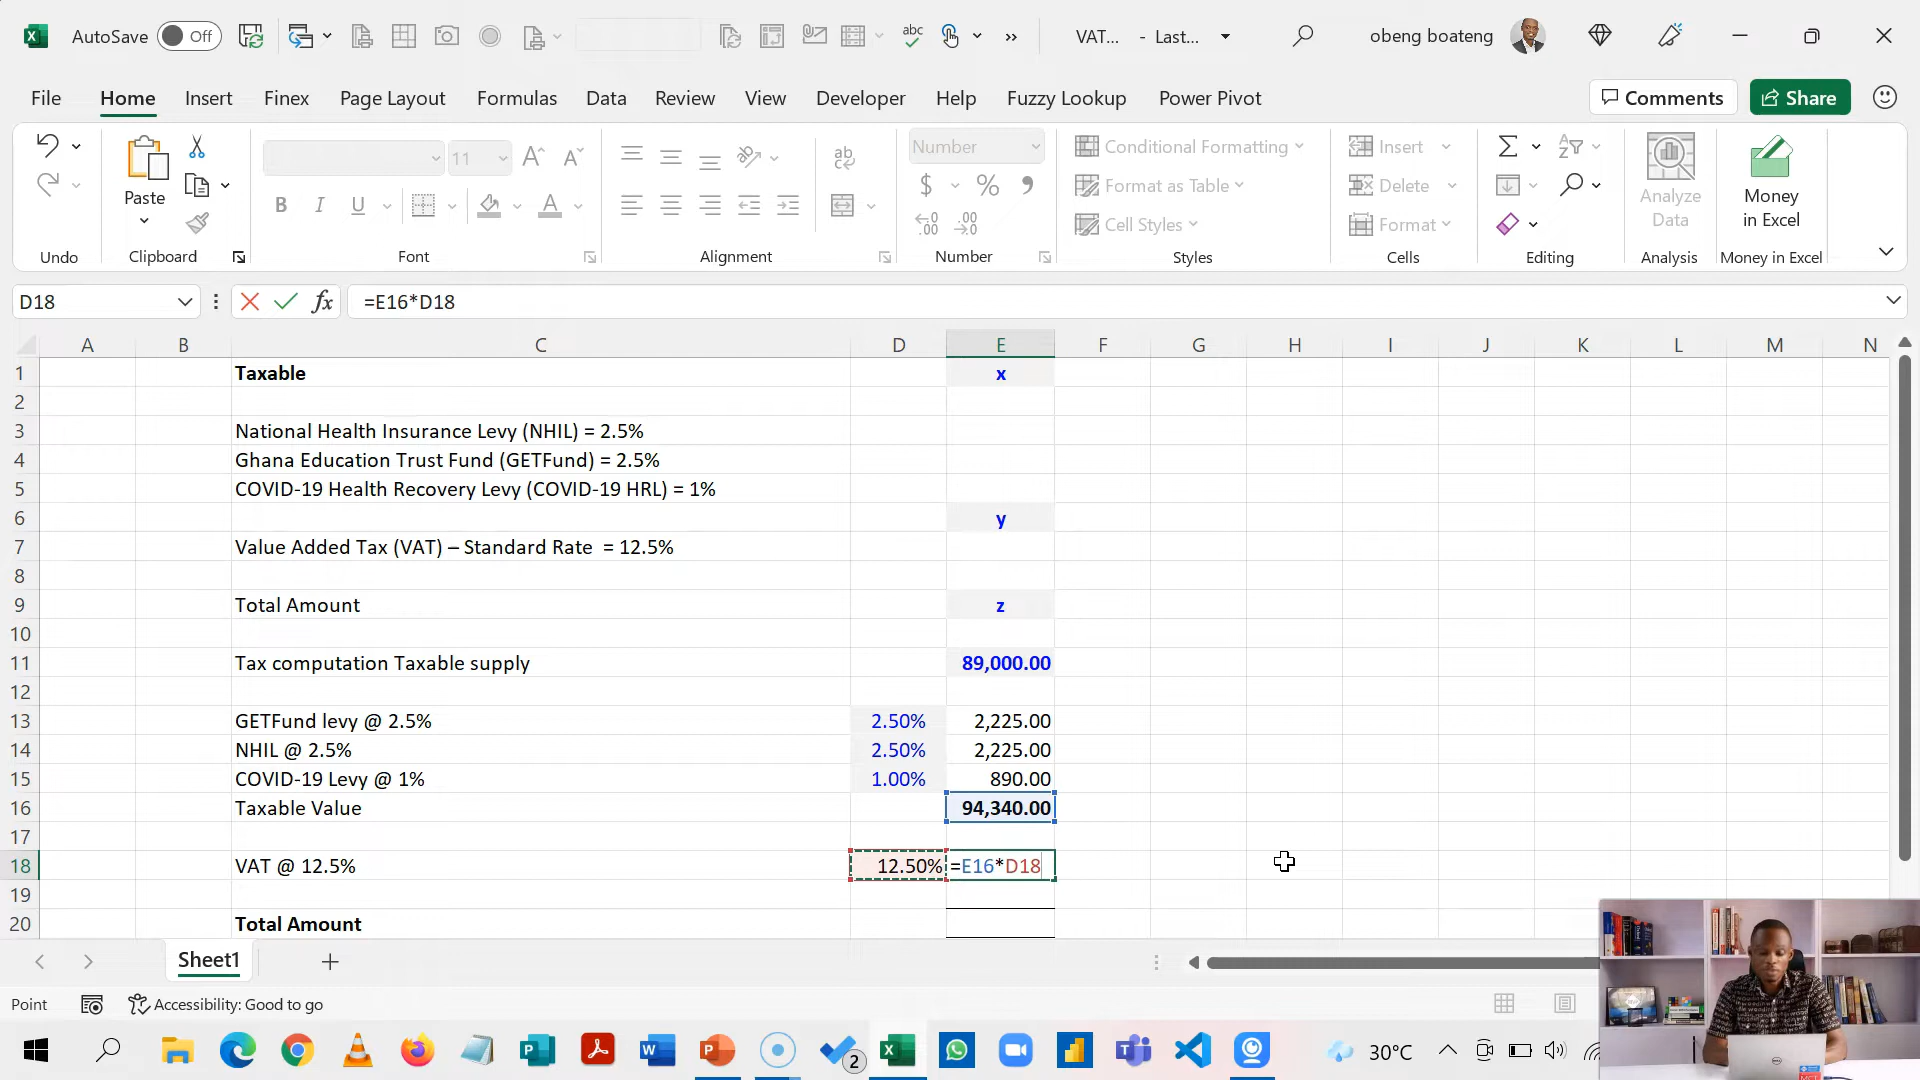 AutoSave Off VAT... - Last... obeng boateng
File Home Insert Finex Page Layout Formulas Data Review View Developer Help Fuzzy Lookup Power Pivot Comments Share
Paste 11 ab Number Conditional Formatting Insert Analyze Data Money in Excel
$ % Format as Table Delete
B I U A Cell Styles Format
Undo Clipboard Font Alignment Number Styles Cells Editing Analysis Money in Excel
D18 fx =E16*D18
A B C D E F G H I J K L M N
1 Taxable x
2
3 National Health Insurance Levy (NHIL) = 2.5%
4 Ghana Education Trust Fund (GETFund) = 2.5%
5 COVID-19 Health Recovery Levy (COVID-19 HRL) = 1%
6 y
7 Value Added Tax (VAT) – Standard Rate = 12.5%
8
9 Total Amount z
10
11 Tax computation Taxable supply 89,000.00
12
13 GETFund levy @ 2.5% 2.50% 2,225.00
14 NHIL @ 2.5% 2.50% 2,225.00
15 COVID-19 Levy @ 1% 1.00% 890.00
16 Taxable Value 94,340.00
17
18 VAT @ 12.5% 12.50% =E16*D18
19
20 Total Amount
Sheet1
Point Accessibility: Good to go
2 30°C